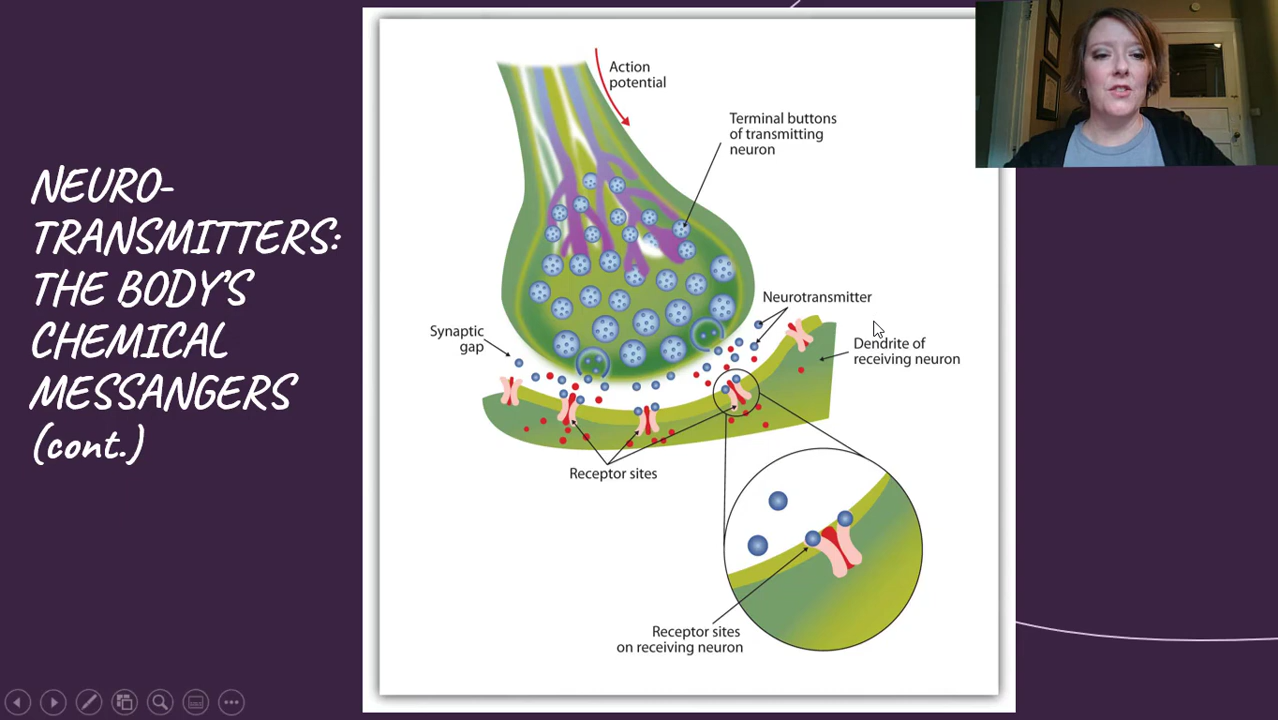 NEURO-
TRANSMITTERS:
THE BODY'S
CHEMICAL
MESSANGERS
(cont.)
Action
potential
Terminal buttons
of transmitting
neuron
Neurotransmitter
Synaptic
gap
Dendrite of
receiving neuron
Receptor sites
Receptor sites
on receiving neuron